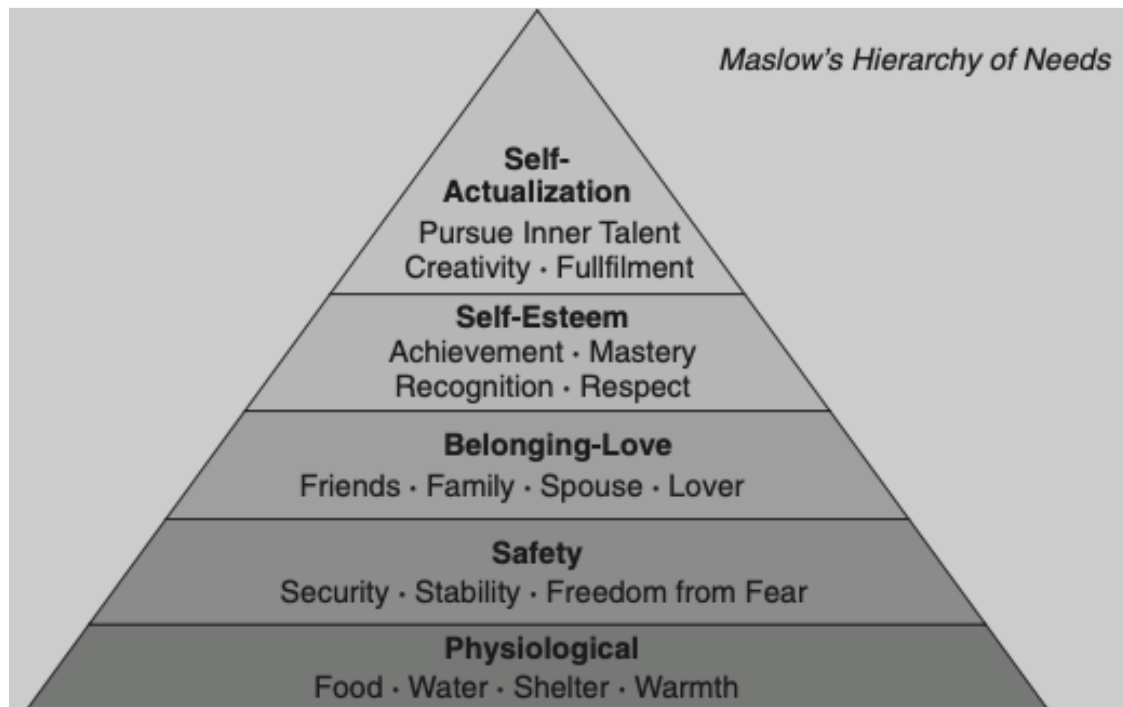 Maslow's Hierarchy of Needs
Self-
Actualization
Pursue Inner Talent
Creativity · Fullfilment
Self-Esteem
Achievement · Mastery
Recognition · Respect
Belonging-Love
Friends · Family · Spouse · Lover
Safety
Security · Stability · Freedom from Fear
Physiological
Food · Water · Shelter · Warmth